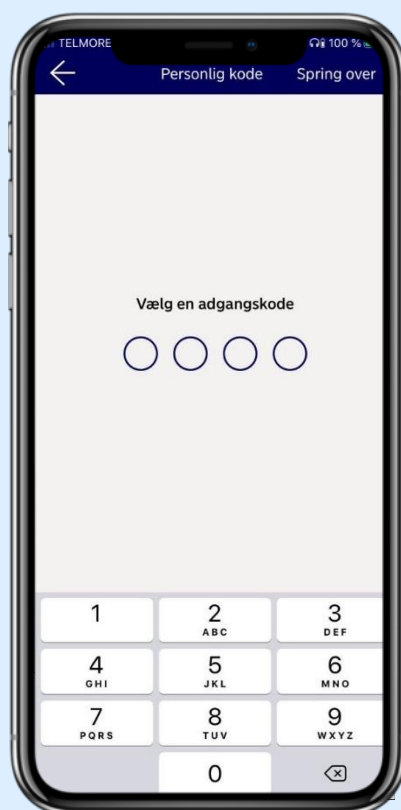 TELMORE 100 %
Personlig kode Spring over
Vælg en adgangskode
1 2 3
ABC DEF
4 5 6
GHI JKL MNO
7 8 9
PQRS TUV WXYZ
0